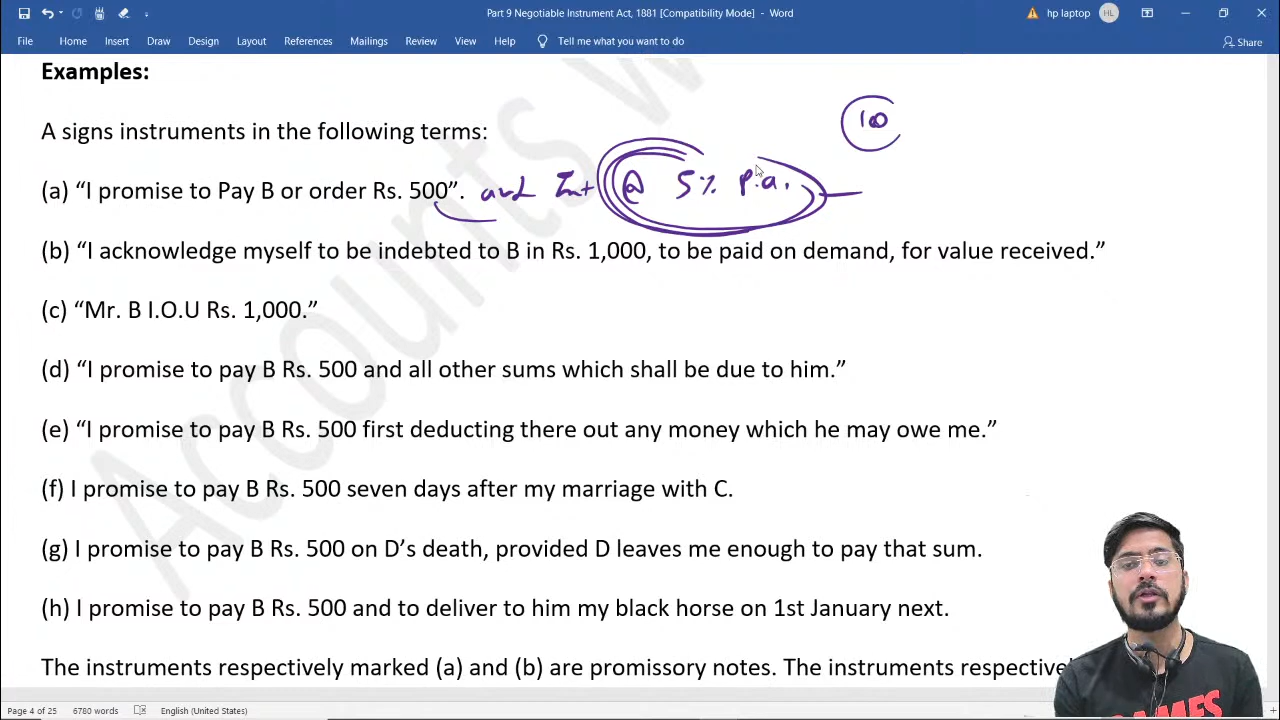 Part 9 Negotiable Instrument Act, 1881 [Compatibility Mode] - Word
hp laptop HL
File Home Insert Draw Design Layout References Mailings Review View Help Tell me what you want to do Share
Examples:
100
A signs instruments in the following terms:
(a) “I promise to Pay B or order Rs. 500”. and Int @ 5% p.a.
(b) “I acknowledge myself to be indebted to B in Rs. 1,000, to be paid on demand, for value received.”
(c) “Mr. B I.O.U Rs. 1,000.”
(d) “I promise to pay B Rs. 500 and all other sums which shall be due to him.”
(e) “I promise to pay B Rs. 500 first deducting there out any money which he may owe me.”
(f) I promise to pay B Rs. 500 seven days after my marriage with C.
(g) I promise to pay B Rs. 500 on D’s death, provided D leaves me enough to pay that sum.
(h) I promise to pay B Rs. 500 and to deliver to him my black horse on 1st January next.
The instruments respectively marked (a) and (b) are promissory notes. The instruments
Page 4 of 25 6780 words English (United States)
Accounts
GAMES